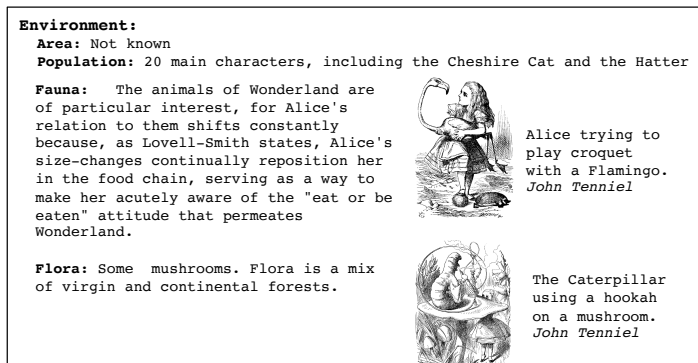 Environment:
Area: Not known
Population: 20 main characters, including the Cheshire Cat and the Hatter
Fauna: The animals of Wonderland are
of particular interest, for Alice's
relation to them shifts constantly
because, as Lovell-Smith states, Alice's
size-changes continually reposition her
in the food chain, serving as a way to
make her acutely aware of the "eat or be
eaten" attitude that permeates
Wonderland.
Alice trying to
play croquet
with a Flamingo.
John Tenniel
Flora: Some mushrooms. Flora is a mix
of virgin and continental forests.
The Caterpillar
using a hookah
on a mushroom.
John Tenniel